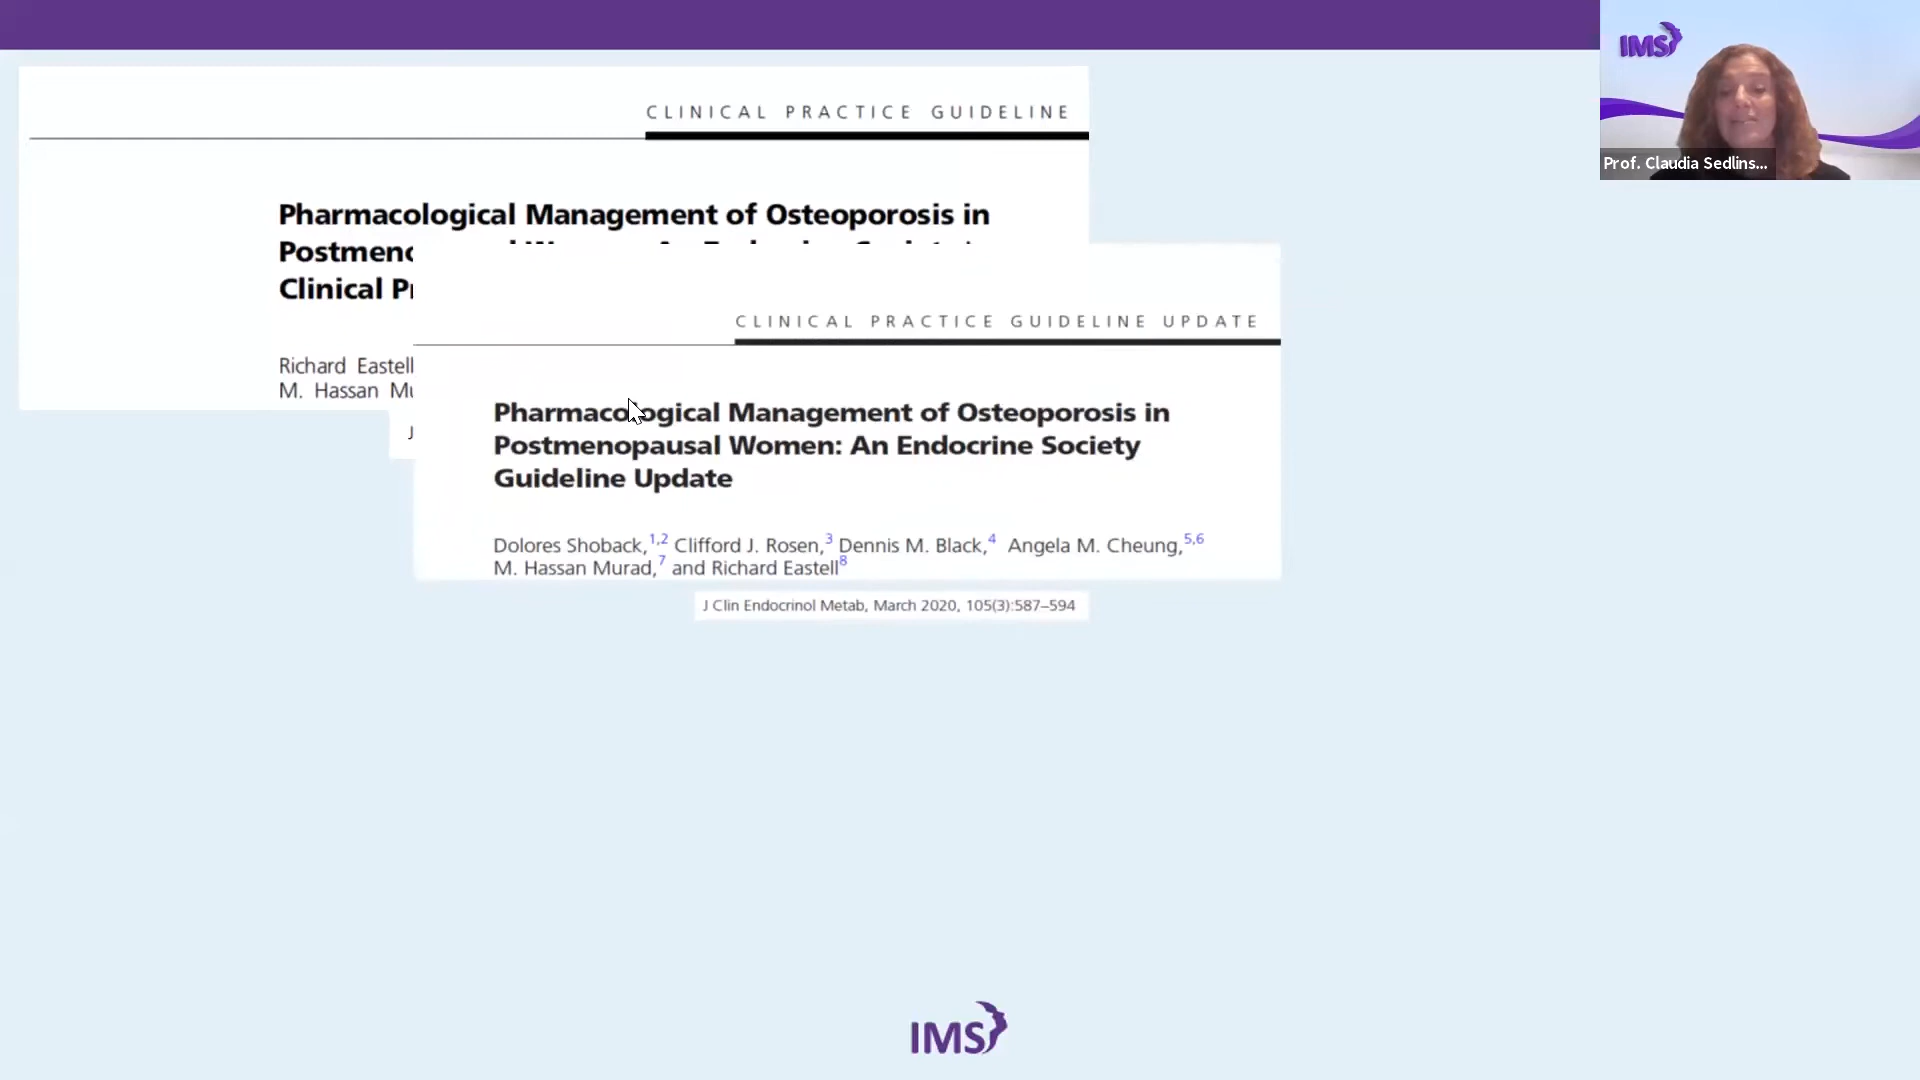 CLINICAL PRACTICE GUIDELINE
Pharmacological Management of Osteoporosis in
Postmeno
Clinical Pr
Richard Eastell
M. Hassan Mu
J
CLINICAL PRACTICE GUIDELINE UPDATE
Pharmacological Management of Osteoporosis in
Postmenopausal Women: An Endocrine Society
Guideline Update
Dolores Shoback,1,2 Clifford J. Rosen,3 Dennis M. Black,4 Angela M. Cheung,5,6
M. Hassan Murad,7 and Richard Eastell8
J Clin Endocrinol Metab, March 2020, 105(3):587–594
IMS
IMS
Prof. Claudia Sedlins...